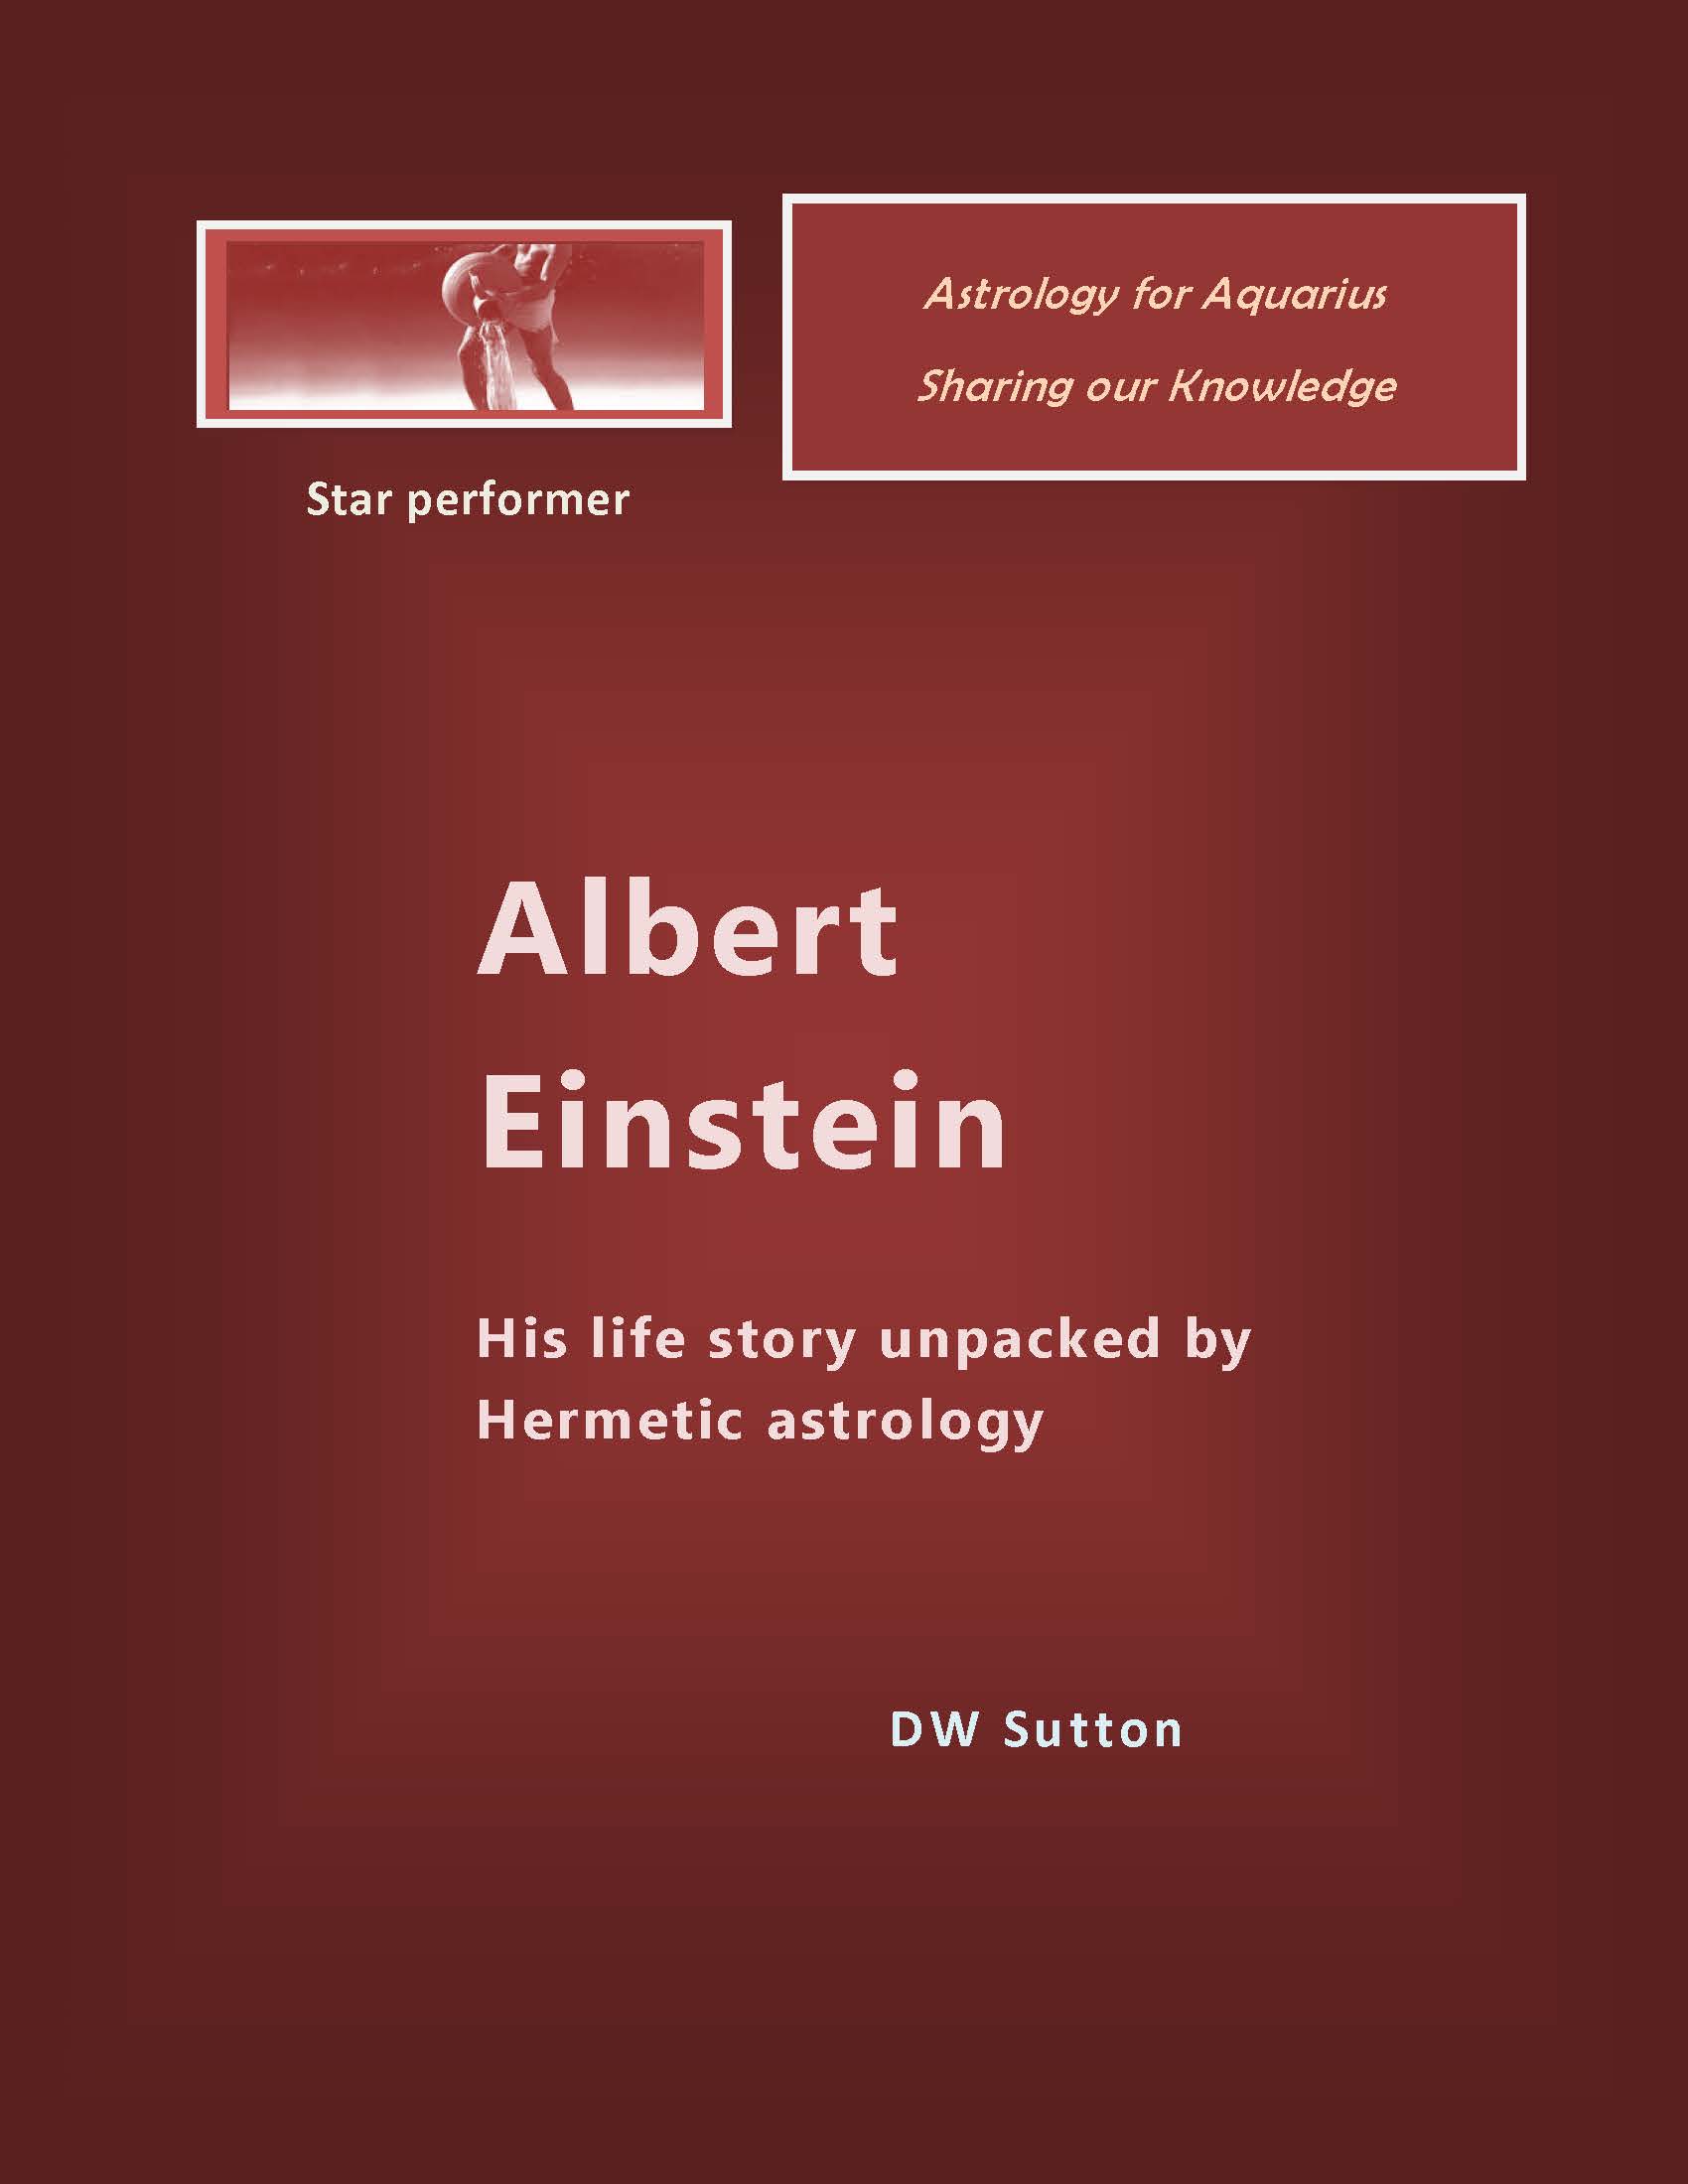 Astrology for Aquarius
Sharing our Knowledge
Star performer
Albert
Einstein
His life story unpacked by
Hermetic astrology
DW Sutton